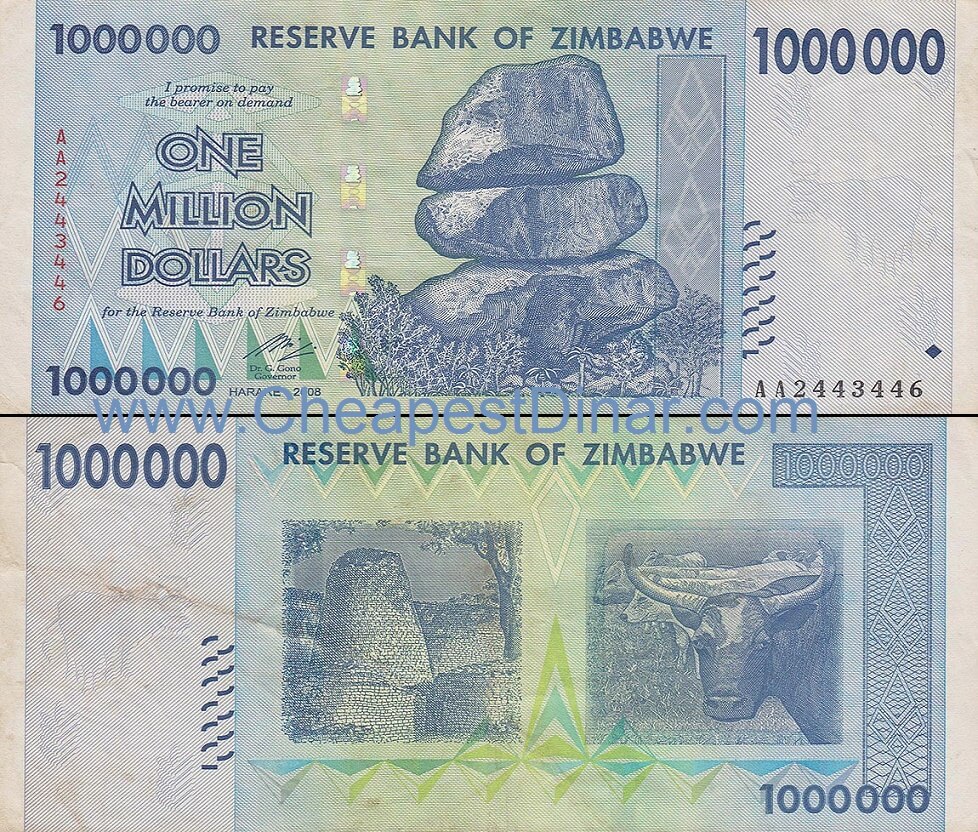 1000000 RESERVE BANK OF ZIMBABWE 1000000
I promise to pay
the bearer on demand
ONE
MILLION
DOLLARS
for the Reserve Bank of Zimbabwe
AA2443446
Dr. G. Gono
Governor
1000000 HARARE 2008
AA2443446
www.CheapestDinar.com
1000000 RESERVE BANK OF ZIMBABWE 1000000
1000000